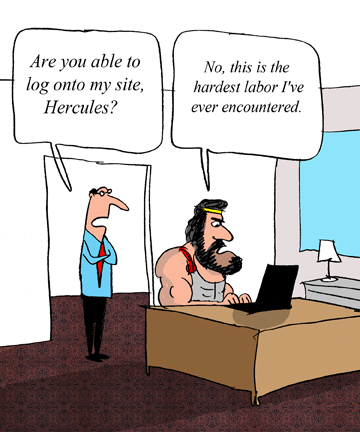 Are you able to
log onto my site,
Hercules?
No, this is the
hardest labor I've
ever encountered.